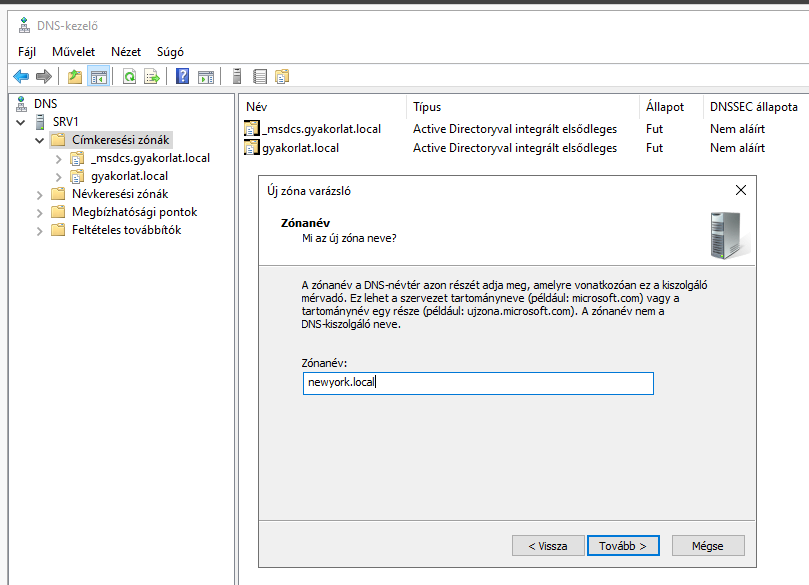 DNS-kezelő
Fájl Művelet Nézet Súgó
DNS
SRV1
Címkeresési zónák
_msdcs.gyakorlat.local
gyakorlat.local
Névkeresési zónák
Megbízhatósági pontok
Feltételes továbbítók
Név Típus Állapot DNSSEC állapota
_msdcs.gyakorlat.local Active Directoryval integrált elsődleges Fut Nem aláírt
gyakorlat.local Active Directoryval integrált elsődleges Fut Nem aláírt
Új zóna varázsló
Zónanév
Mi az új zóna neve?
A zónanév a DNS-névtér azon részét adja meg, amelyre vonatkozóan ez a kiszolgáló
mérvadó. Ez lehet a szervezet tartományneve (például: microsoft.com) vagy a
tartománynév egy része (például: ujzona.microsoft.com). A zónanév nem a
DNS-kiszolgáló neve.
Zónanév:
newyork.local
< Vissza Tovább > Mégse